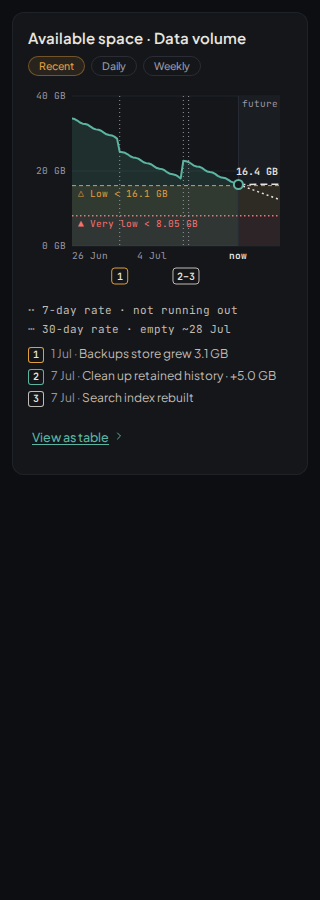 Available space · Data volume
Recent Daily Weekly
40 GB
future
20 GB
16.4 GB
△ Low < 16.1 GB
▲ Very low < 8.05 GB
0 GB
26 Jun 4 Jul now
1 2–3
7-day rate · not running out
30-day rate · empty ~28 Jul
1 1 Jul · Backups store grew 3.1 GB
2 7 Jul · Clean up retained history · +5.0 GB
3 7 Jul · Search index rebuilt
View as table